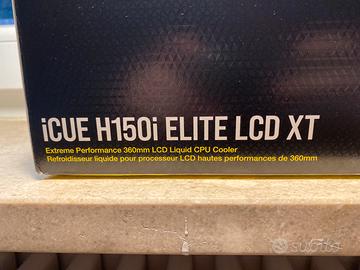 iCUE H150i ELITE LCD XT
Extreme Performance 360mm LCD Liquid CPU Cooler
Refroidisseur liquide pour processeur LCD hautes performances de 360mm
subito